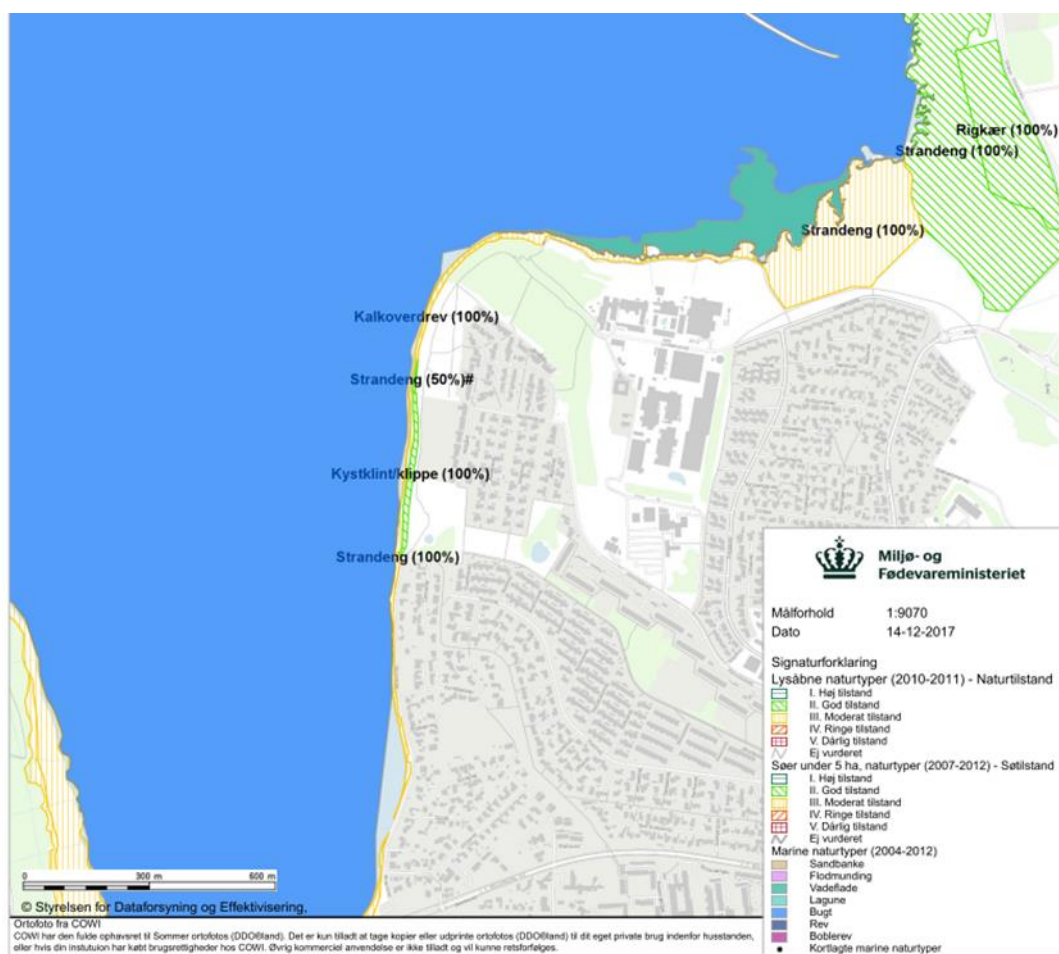 Rigkær (100%)
Strandeng (100%)
Strandeng (100%)
Kalkoverdrev (100%)
Strandeng (50%)#
Kystklint/klippe (100%)
Strandeng (100%)
Miljø- og
Fødevareministeriet
Målforhold 1:9070
Dato 14-12-2017
Signaturforklaring
Lysåbne naturtyper (2010-2011) - Naturtilstand
I. Høj tilstand
II. God tilstand
III. Moderat tilstand
IV. Ringe tilstand
V. Dårlig tilstand
Ej vurderet
Søer under 5 ha, naturtyper (2007-2012) - Søtilstand
I. Høj tilstand
II. God tilstand
III. Moderat tilstand
IV. Ringe tilstand
V. Dårlig tilstand
Ej vurderet
Marine naturtyper (2004-2012)
Sandbanke
Flodmunding
Vadeflade
Lagune
Bugt
Rev
Boblerev
Kortlagte marine naturtyper
0 300 m 600 m
© Styrelsen for Dataforsyning og Effektivisering,
Ortofoto fra COWI
COWI har den fulde ophavsret til Sommer ortofotos (DDO®land). Det er kun tilladt at tage kopier eller udprinte ortofotos (DDO®land) til dit eget private brug indenfor husstanden,
eller hvis din instutuion har købt brugsrettigheder hos COWI. Øvrig kommerciel anvendelse er ikke tilladt og vil kunne retsforfølges.